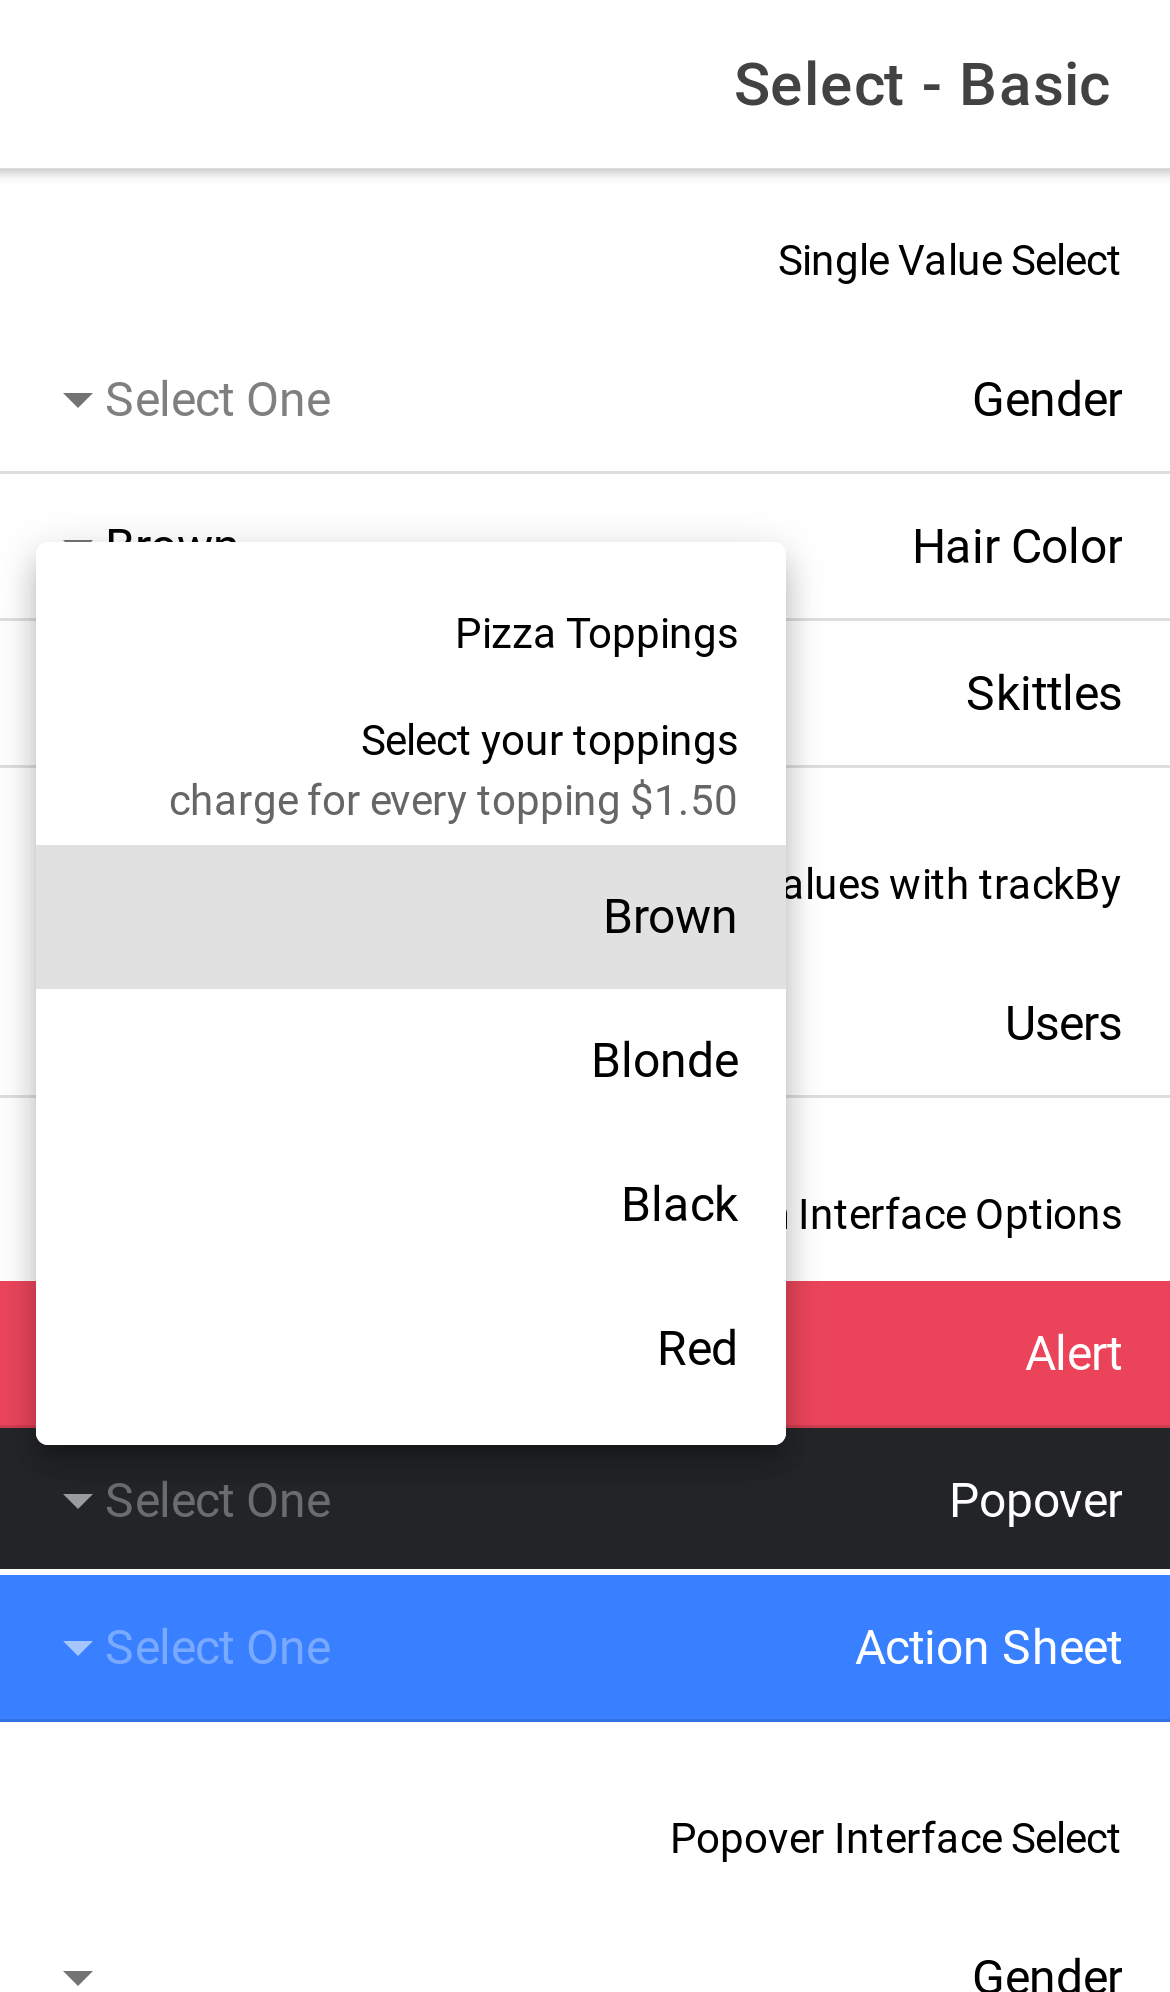 Select - Basic
Single Value Select
Gender
Select One
Hair Color
Brown
Pizza Toppings
Select your toppings
charge for every topping $1.50
Brown
Blonde
Black
Red
Skittles
with trackBy
Users
Interface Options
Alert
Popover
Select One
Action Sheet
Select One
Popover Interface Select
Gender